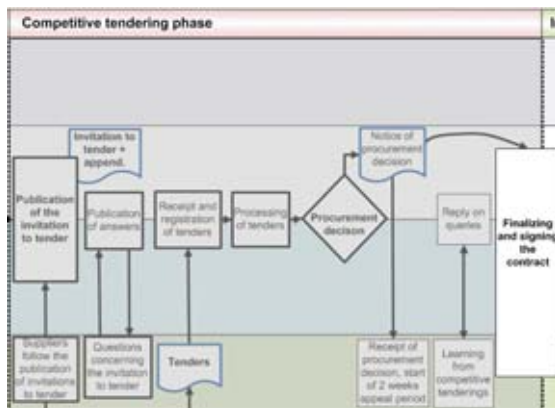 Competitive tendering phase
Invitation to
tender +
append.
Notice of
procurement
decision
Publication
of the
invitation
to tender
Publication
of answers
Receipt and
registration
of tenders
Processing
of tenders
Procurement
decison
Reply on
queries
Finalizing
and signing
the
contract
Suppliers
follow the
publication
of invitations
to tender
Questions
concerning
the invitation
to tender
Tenders
Receipt of
procurement
decision, start
of 2 weeks
appeal period
Learning
from
competitive
tenderings